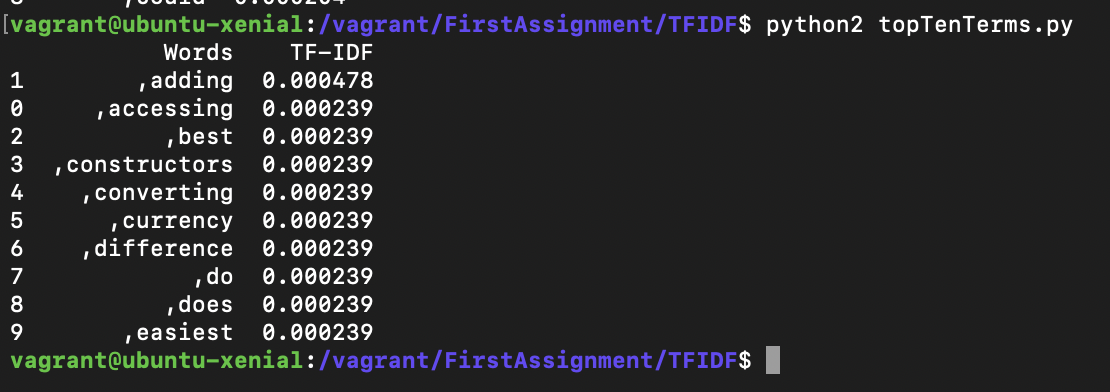 [vagrant@ubuntu-xenial:/vagrant/FirstAssignment/TFIDF$ python2 topTenTerms.py
Words TF-IDF
1 ,adding 0.000478
0 ,accessing 0.000239
2 ,best 0.000239
3 ,constructors 0.000239
4 ,converting 0.000239
5 ,currency 0.000239
6 ,difference 0.000239
7 ,do 0.000239
8 ,does 0.000239
9 ,easiest 0.000239
vagrant@ubuntu-xenial:/vagrant/FirstAssignment/TFIDF$